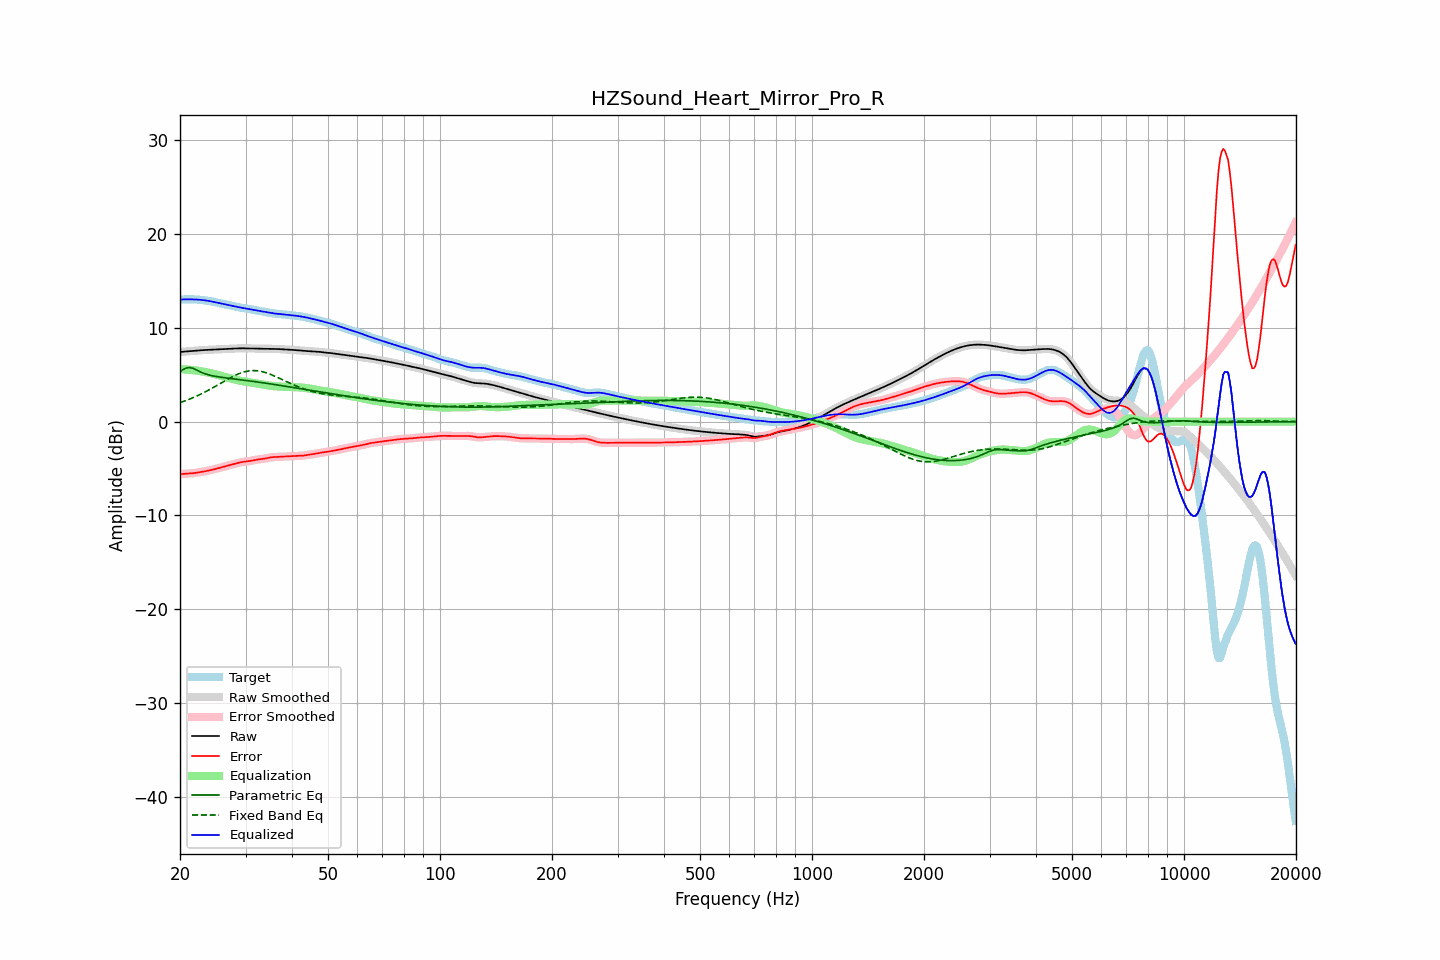 HZSound_Heart_Mirror_Pro_R
30
20
10
0
−10
−20
−30
−40
Amplitude (dBr)
Target
Raw Smoothed
Error Smoothed
Raw
Error
Equalization
Parametric Eq
Fixed Band Eq
Equalized
20 50 100 200 500 1000 2000 5000 10000 20000
Frequency (Hz)